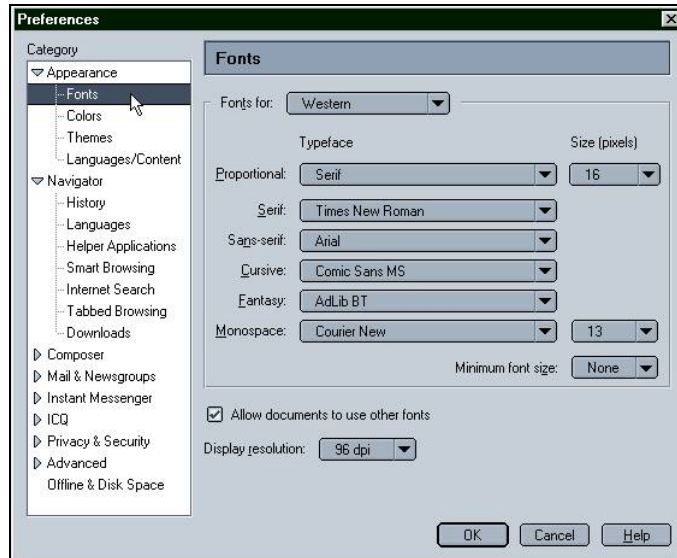 Preferences
Category
Appearance
Fonts
Colors
Themes
Languages/Content
Navigator
History
Languages
Helper Applications
Smart Browsing
Internet Search
Tabbed Browsing
Downloads
Composer
Mail & Newsgroups
Instant Messenger
ICQ
Privacy & Security
Advanced
Offline & Disk Space
Fonts
Fonts for: Western
Typeface Size (pixels)
Proportional: Serif 16
Serif: Times New Roman
Sans-serif: Arial
Cursive: Comic Sans MS
Fantasy: AdLib BT
Monospace: Courier New 13
Minimum font size: None
Allow documents to use other fonts
Display resolution: 96 dpi
OK Cancel Help